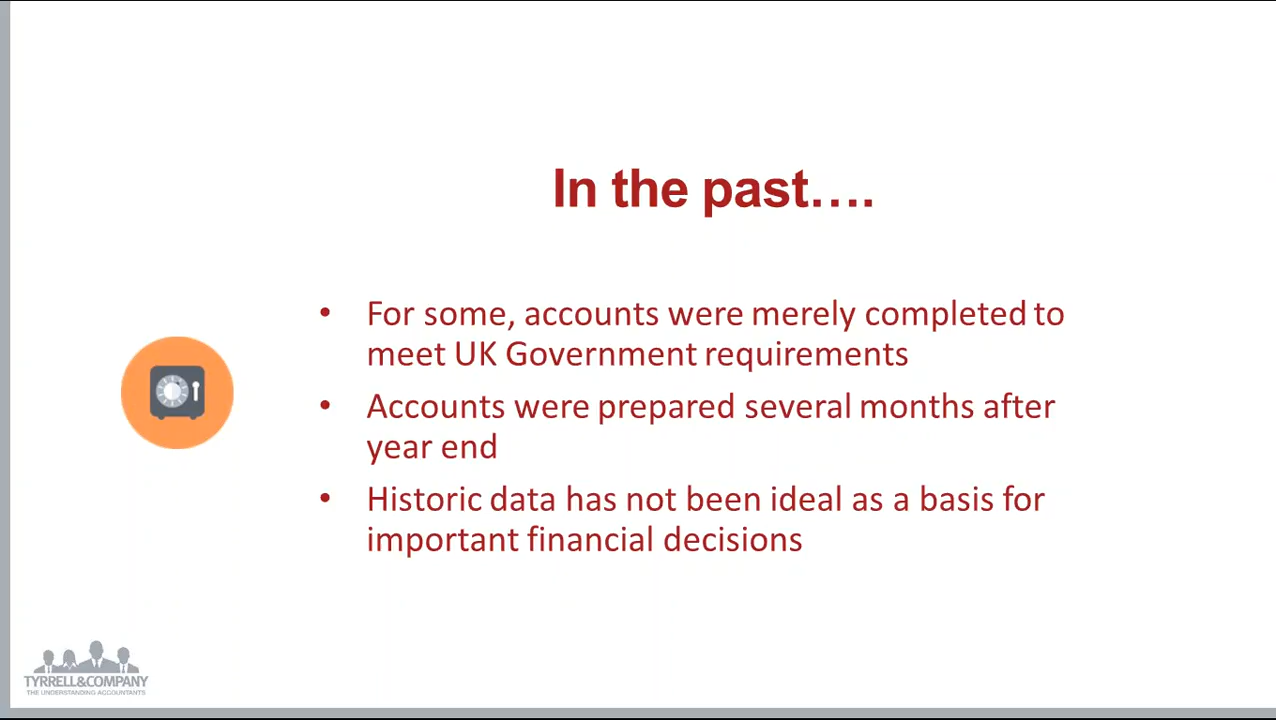 In the past….
• For some, accounts were merely completed to
meet UK Government requirements
• Accounts were prepared several months after
year end
• Historic data has not been ideal as a basis for
important financial decisions
TYRRELL&COMPANY
THE UNDERSTANDING ACCOUNTANTS